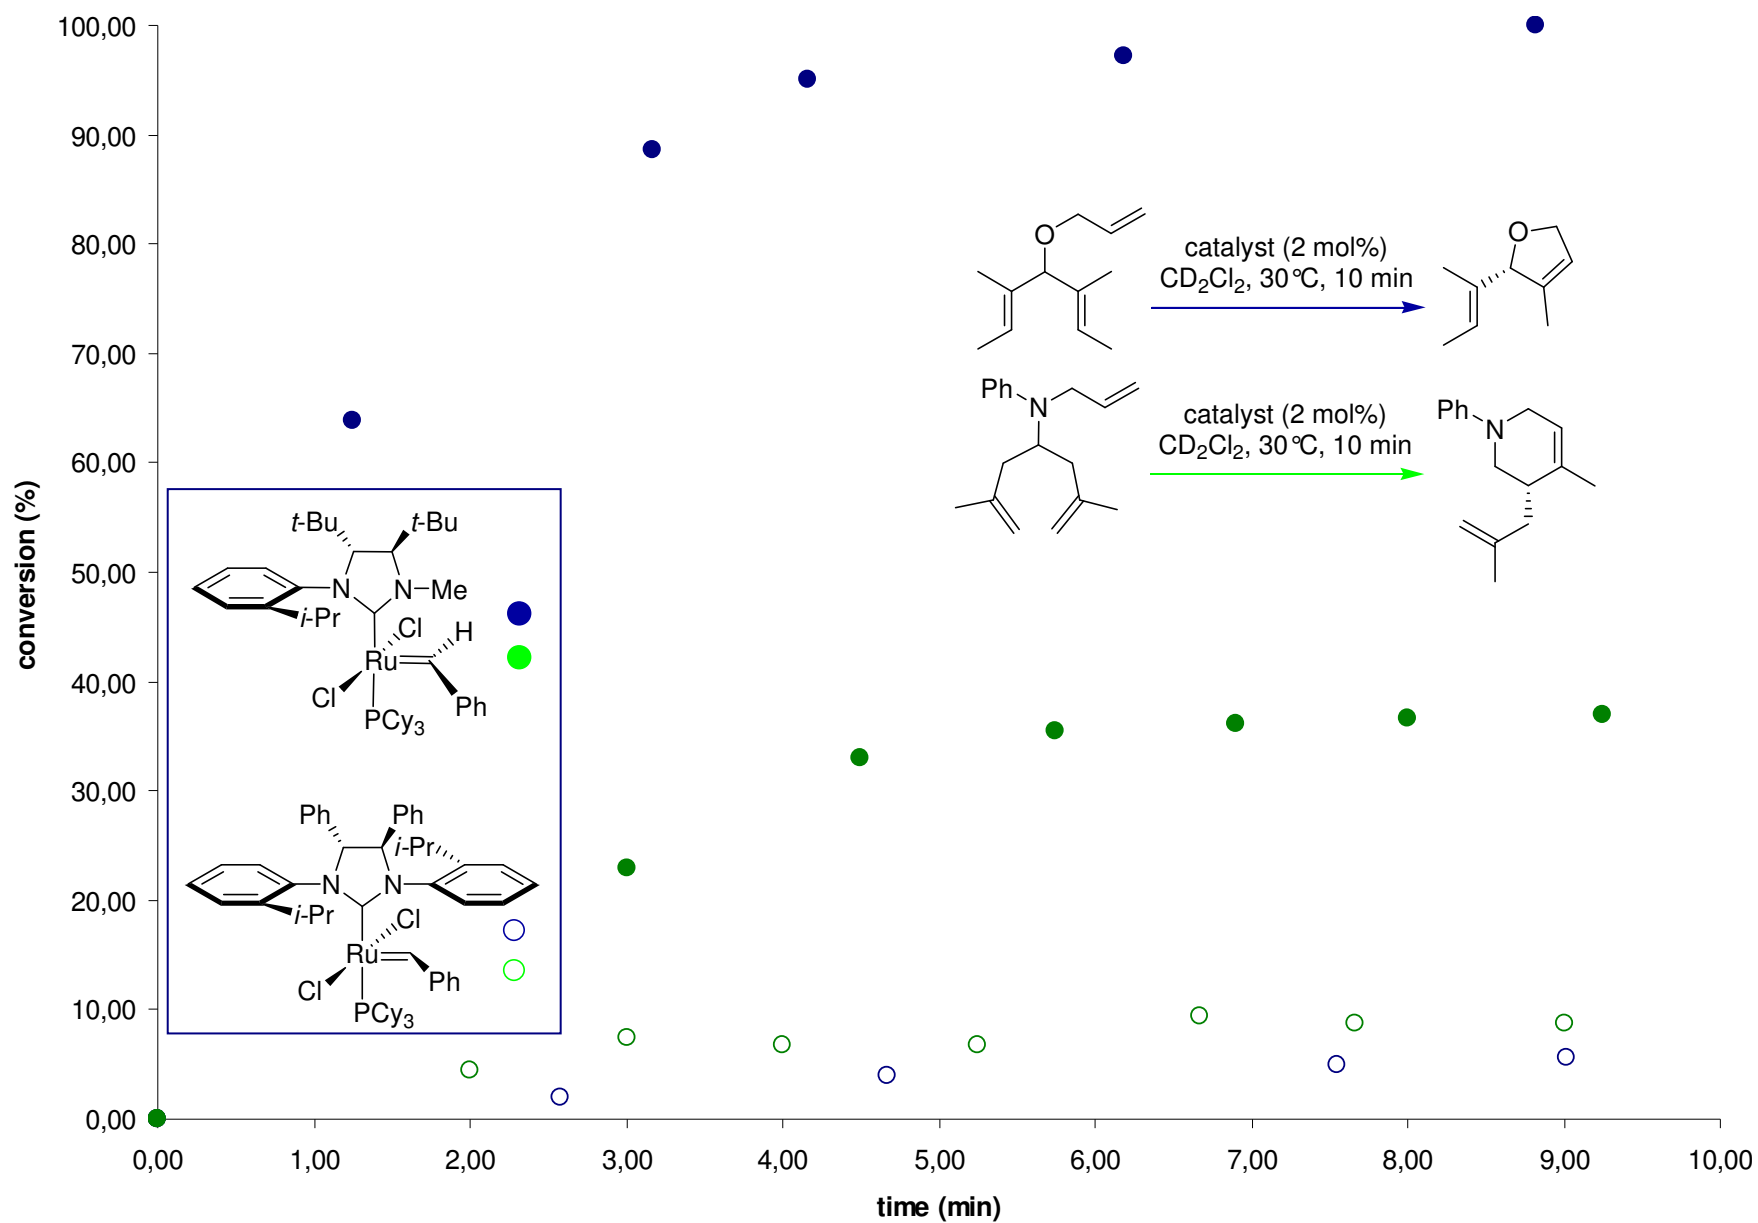 100,00
90,00
80,00
70,00
60,00
50,00
40,00
30,00
20,00
10,00
0,00
conversion (%)
0,00 1,00 2,00 3,00 4,00 5,00 6,00 7,00 8,00 9,00 10,00
time (min)
O
catalyst (2 mol%)
CD2Cl2, 30°C, 10 min
O
Ph
N
catalyst (2 mol%)
CD2Cl2, 30°C, 10 min
Ph
N
t-Bu t-Bu
N N Me
i-Pr
Cl H
Ru
Cl Ph
PCy3
Ph Ph
i-Pr
N N
i-Pr
Cl
Ru
Cl Ph
PCy3